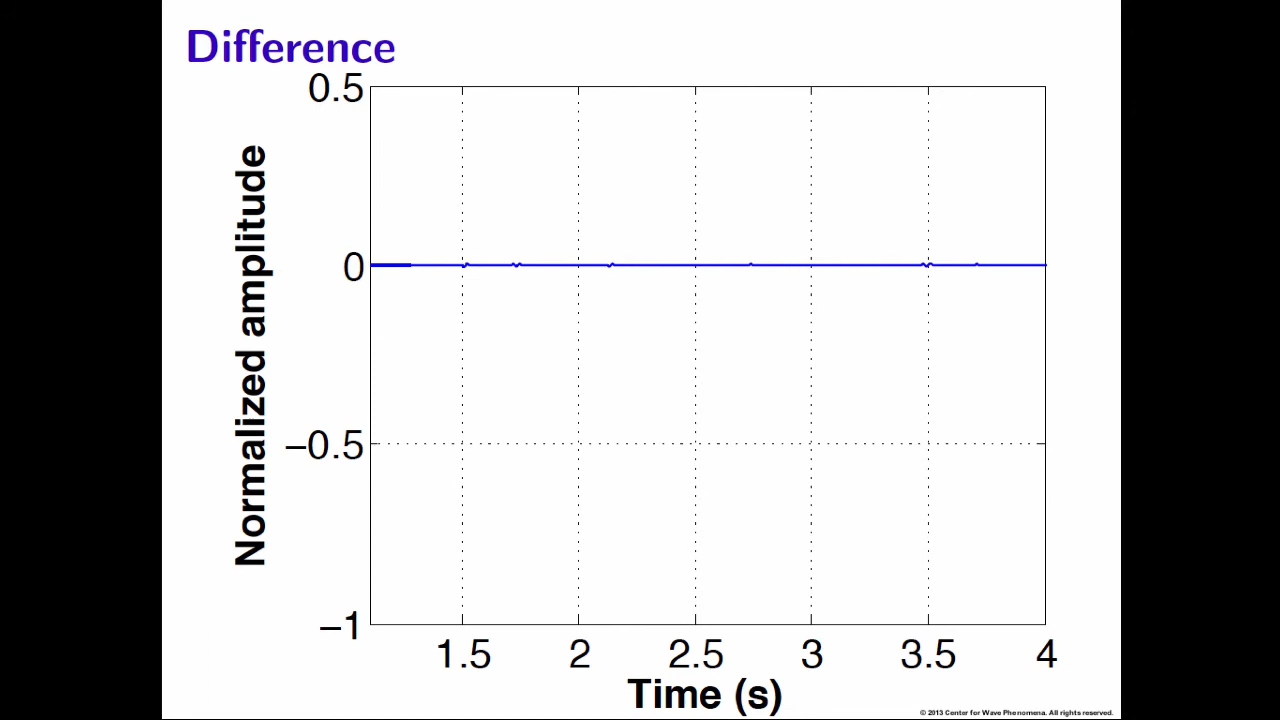 Difference
0.5
0
−0.5
−1
Normalized amplitude
1.5 2 2.5 3 3.5 4
Time (s)
© 2013 Center for Wave Phenomena. All rights reserved.